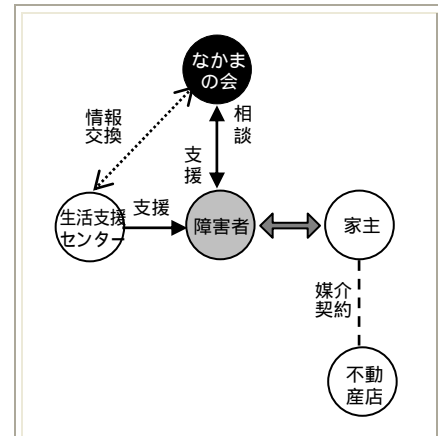 なかま
の会
情報
交換
相談
支援
生活支援
センター
支援
障害者
家主
媒介
契約
不動
産店